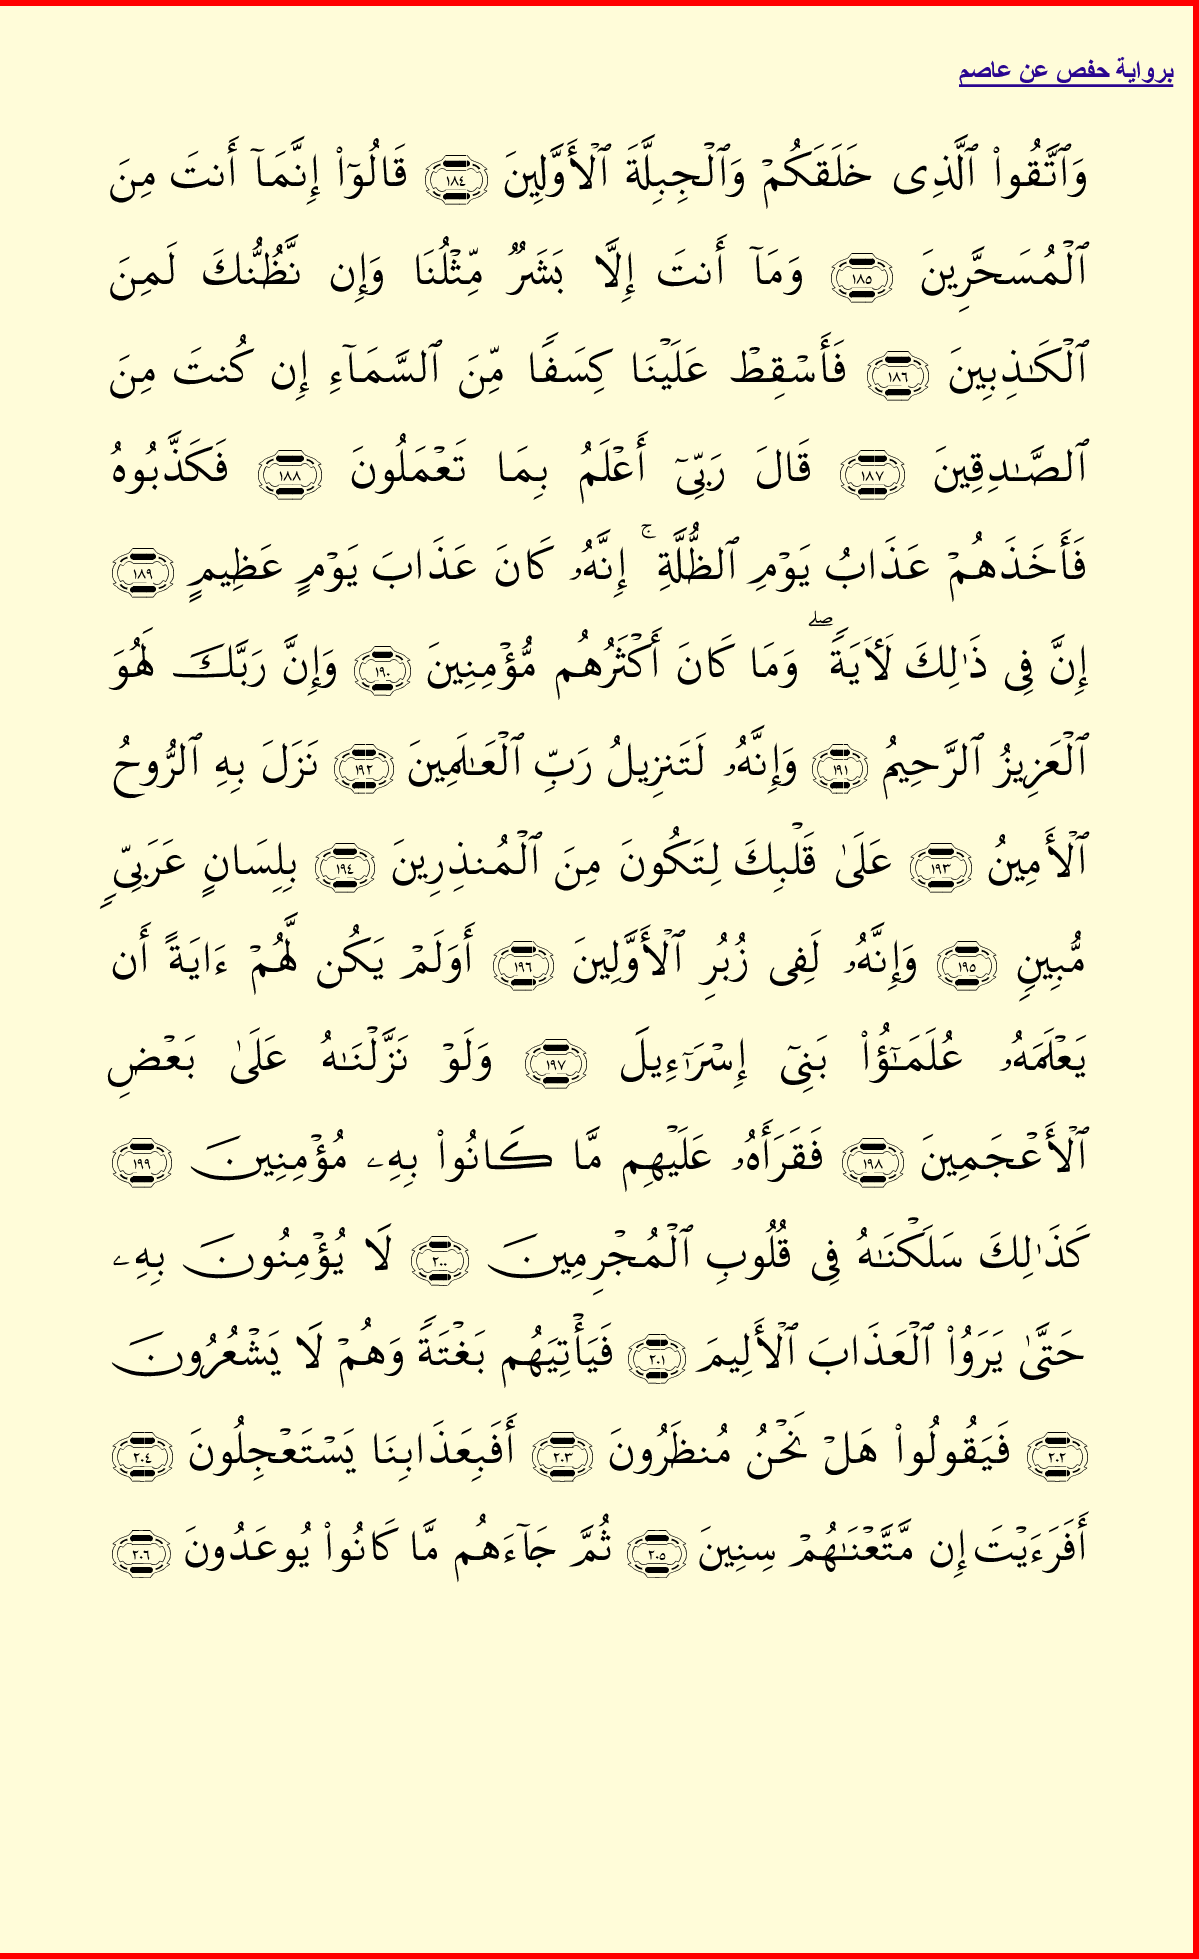 برواية حفص عن عاصم
وَٱتَّقُوا۟ ٱلَّذِى خَلَقَكُمْ وَٱلْجِبِلَّةَ ٱلْأَوَّلِينَ ١٨٤ قَالُوٓا۟ إِنَّمَآ أَنتَ مِنَ
ٱلْمُسَحَّرِينَ ١٨٥ وَمَآ أَنتَ إِلَّا بَشَرٌ مِّثْلُنَا وَإِن نَّظُنُّكَ لَمِنَ
ٱلْكَـٰذِبِينَ ١٨٦ فَأَسْقِطْ عَلَيْنَا كِسَفًا مِّنَ ٱلسَّمَآءِ إِن كُنتَ مِنَ
ٱلصَّـٰدِقِينَ ١٨٧ قَالَ رَبِّىٓ أَعْلَمُ بِمَا تَعْمَلُونَ ١٨٨ فَكَذَّبُوهُ
فَأَخَذَهُمْ عَذَابُ يَوْمِ ٱلظُّلَّةِ ۚ إِنَّهُۥ كَانَ عَذَابَ يَوْمٍ عَظِيمٍ ١٨٩
إِنَّ فِى ذَٰلِكَ لَـَٔايَةً ۖ وَمَا كَانَ أَكْثَرُهُم مُّؤْمِنِينَ ١٩٠ وَإِنَّ رَبَّكَ لَهُوَ
ٱلْعَزِيزُ ٱلرَّحِيمُ ١٩١ وَإِنَّهُۥ لَتَنزِيلُ رَبِّ ٱلْعَـٰلَمِينَ ١٩٢ نَزَلَ بِهِ ٱلرُّوحُ
ٱلْأَمِينُ ١٩٣ عَلَىٰ قَلْبِكَ لِتَكُونَ مِنَ ٱلْمُنذِرِينَ ١٩٤ بِلِسَانٍ عَرَبِىٍّ
مُّبِينٍ ١٩٥ وَإِنَّهُۥ لَفِى زُبُرِ ٱلْأَوَّلِينَ ١٩٦ أَوَلَمْ يَكُن لَّهُمْ ءَايَةً أَن
يَعْلَمَهُۥ عُلَمَـٰٓؤُا۟ بَنِىٓ إِسْرَٰٓءِيلَ ١٩٧ وَلَوْ نَزَّلْنَـٰهُ عَلَىٰ بَعْضِ
ٱلْأَعْجَمِينَ ١٩٨ فَقَرَأَهُۥ عَلَيْهِم مَّا كَانُوا۟ بِهِۦ مُؤْمِنِينَ ١٩٩
كَذَٰلِكَ سَلَكْنَـٰهُ فِى قُلُوبِ ٱلْمُجْرِمِينَ ٢٠٠ لَا يُؤْمِنُونَ بِهِۦ
حَتَّىٰ يَرَوُا۟ ٱلْعَذَابَ ٱلْأَلِيمَ ٢٠١ فَيَأْتِيَهُم بَغْتَةً وَهُمْ لَا يَشْعُرُونَ
٢٠٢ فَيَقُولُوا۟ هَلْ نَحْنُ مُنظَرُونَ ٢٠٣ أَفَبِعَذَابِنَا يَسْتَعْجِلُونَ ٢٠٤
أَفَرَءَيْتَ إِن مَّتَّعْنَـٰهُمْ سِنِينَ ٢٠٥ ثُمَّ جَآءَهُم مَّا كَانُوا۟ يُوعَدُونَ ٢٠٦